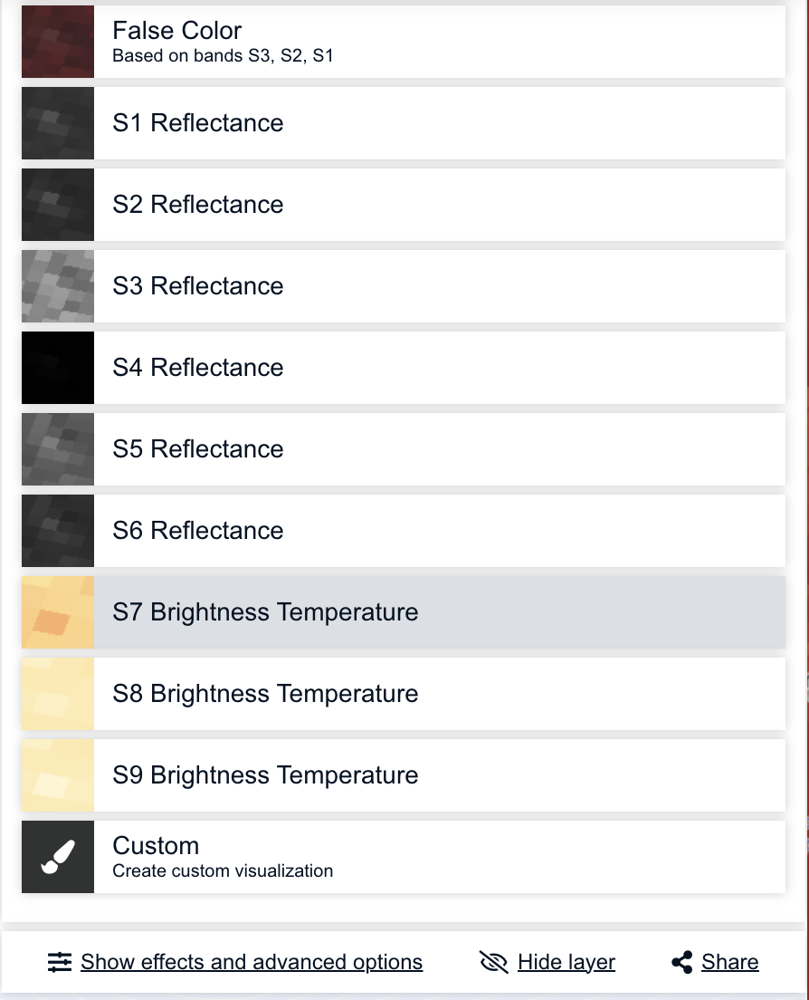 False Color
Based on bands S3, S2, S1
S1 Reflectance
S2 Reflectance
S3 Reflectance
S4 Reflectance
S5 Reflectance
S6 Reflectance
S7 Brightness Temperature
S8 Brightness Temperature
S9 Brightness Temperature
Custom
Create custom visualization
Show effects and advanced options Hide layer Share